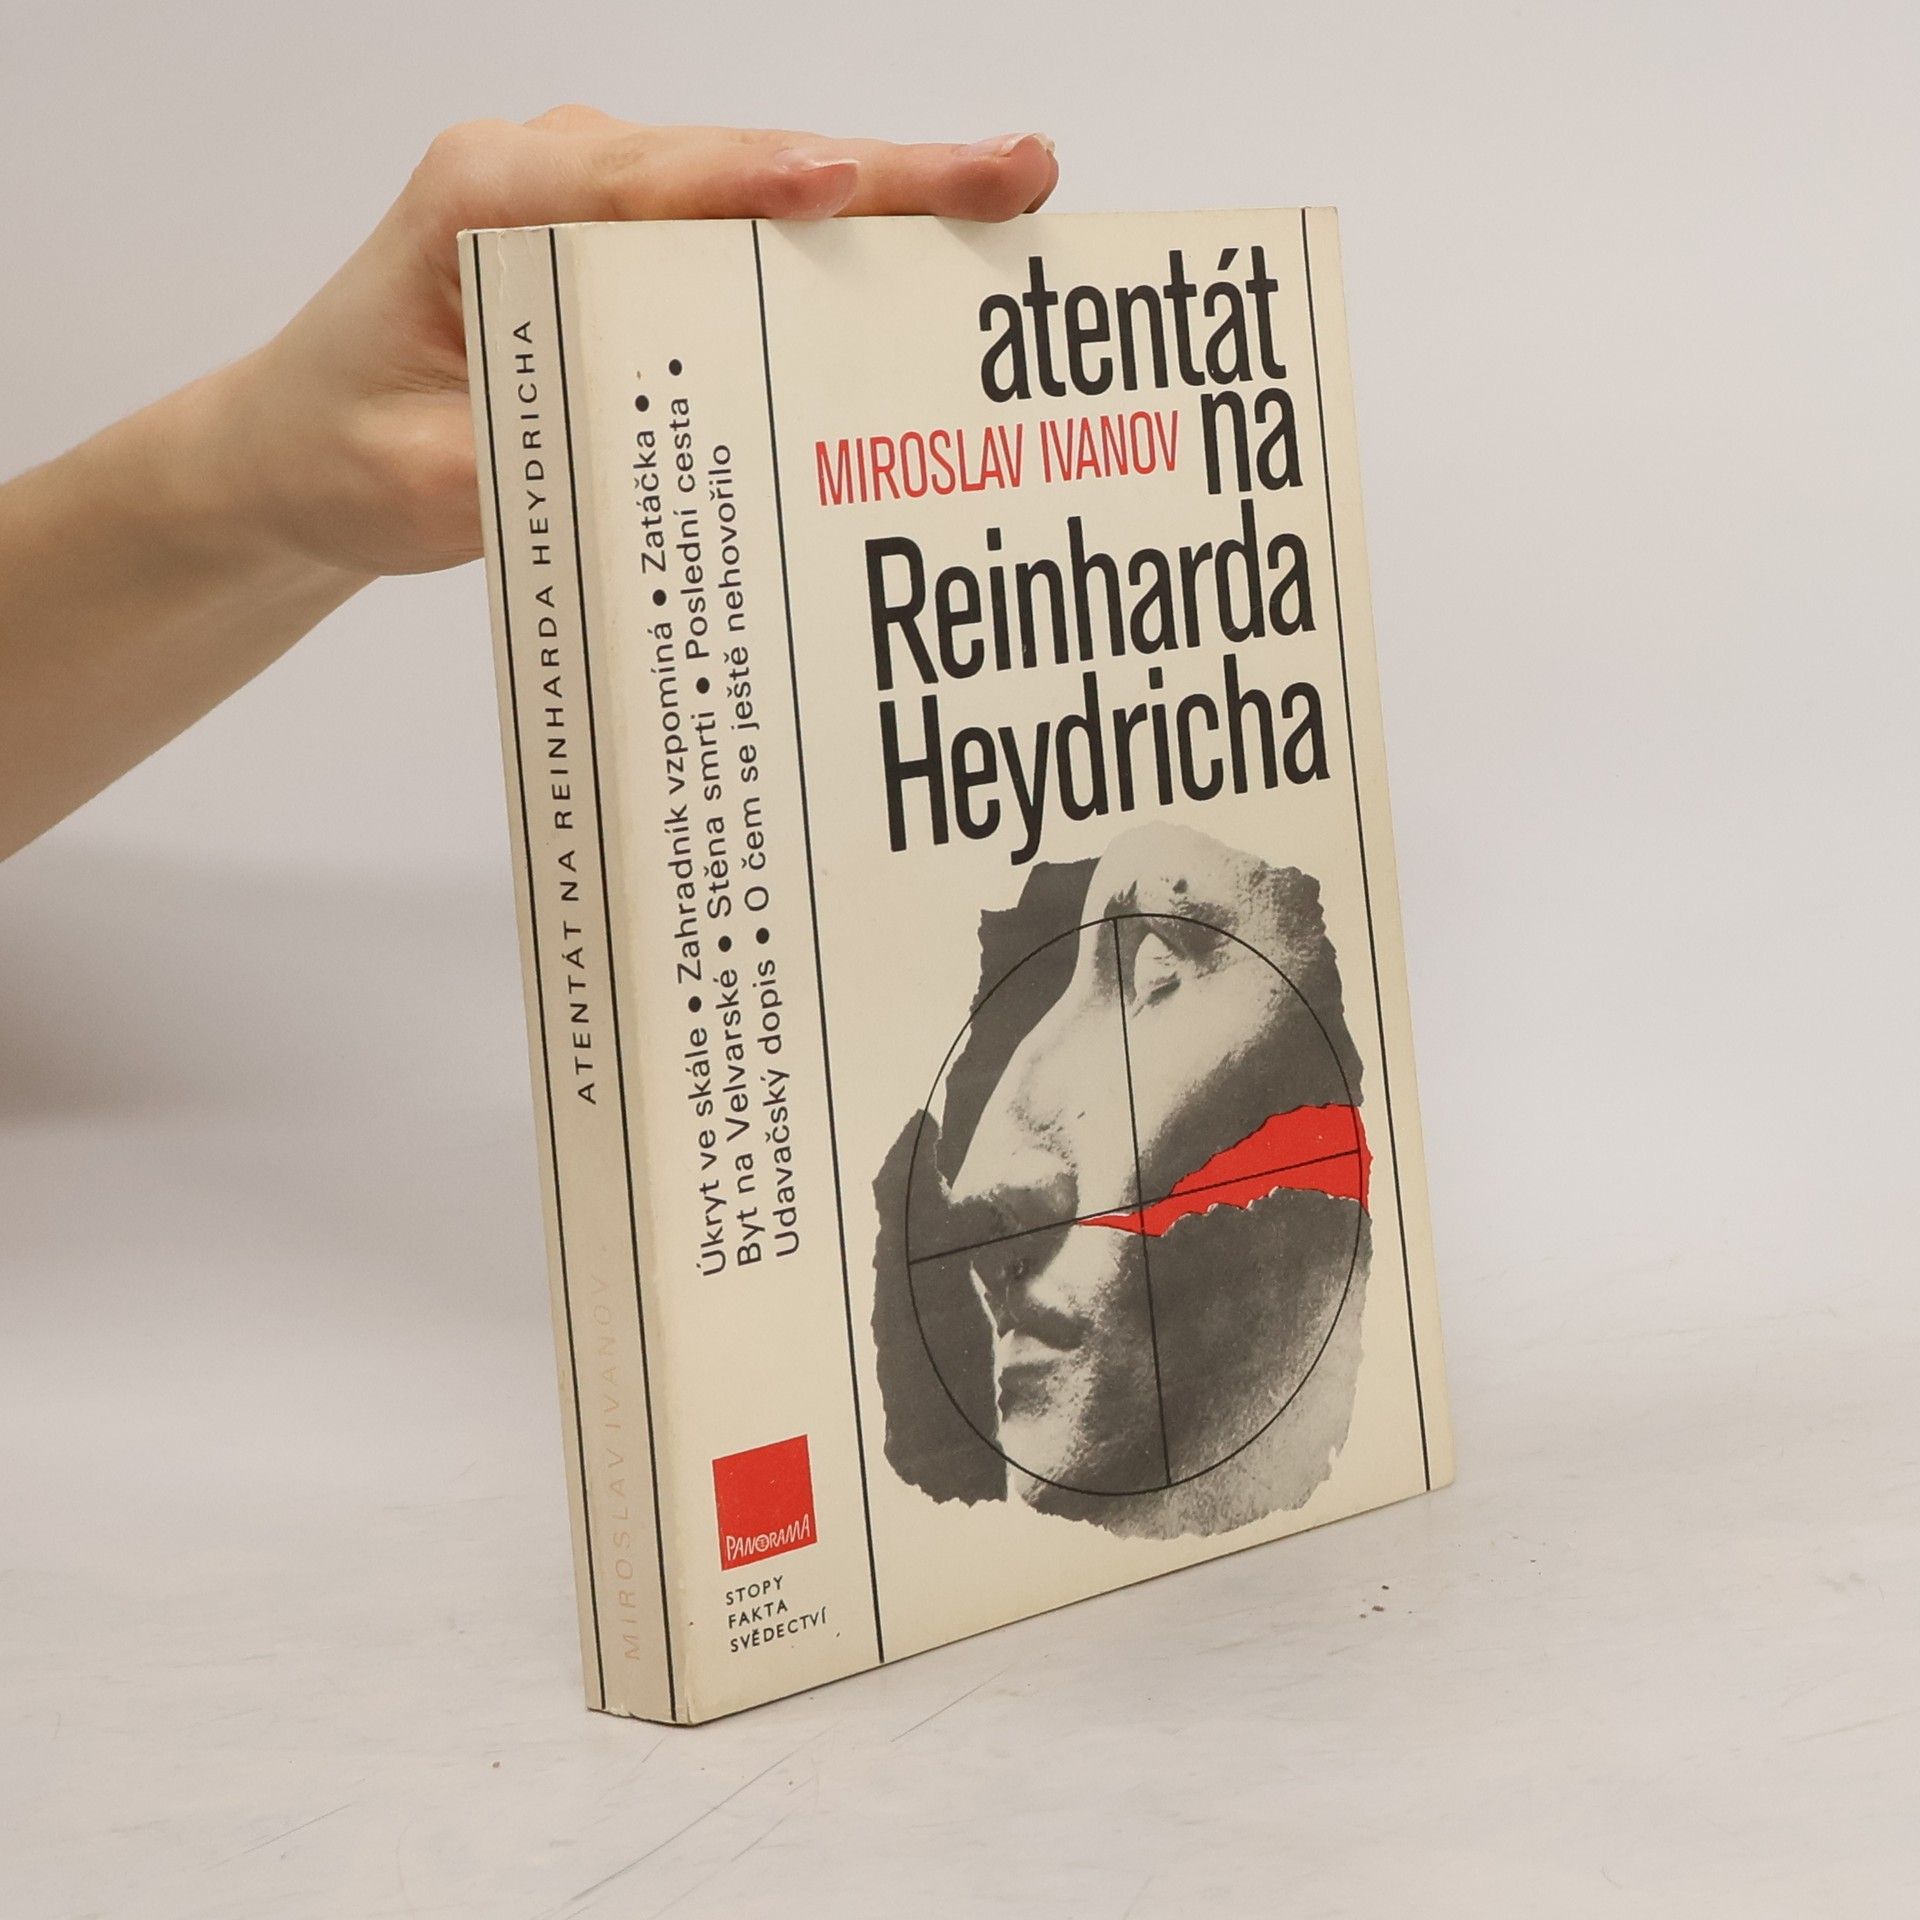 ATENTÁT NA REINHARDA HEYDRICHA
MIROSLAV IVANOV
Úkryt ve skále ● Zahradník vzpomíná ● Zatáčka ●
Byt na Velvarské ● Stěna smrti ● Poslední cesta ●
Udavačský dopis ● O čem se ještě nehovořilo
PANORAMA
STOPY
FAKTA
SVĚDECTVÍ
atentát
MIROSLAV IVANOV na
Reinharda
Heydricha